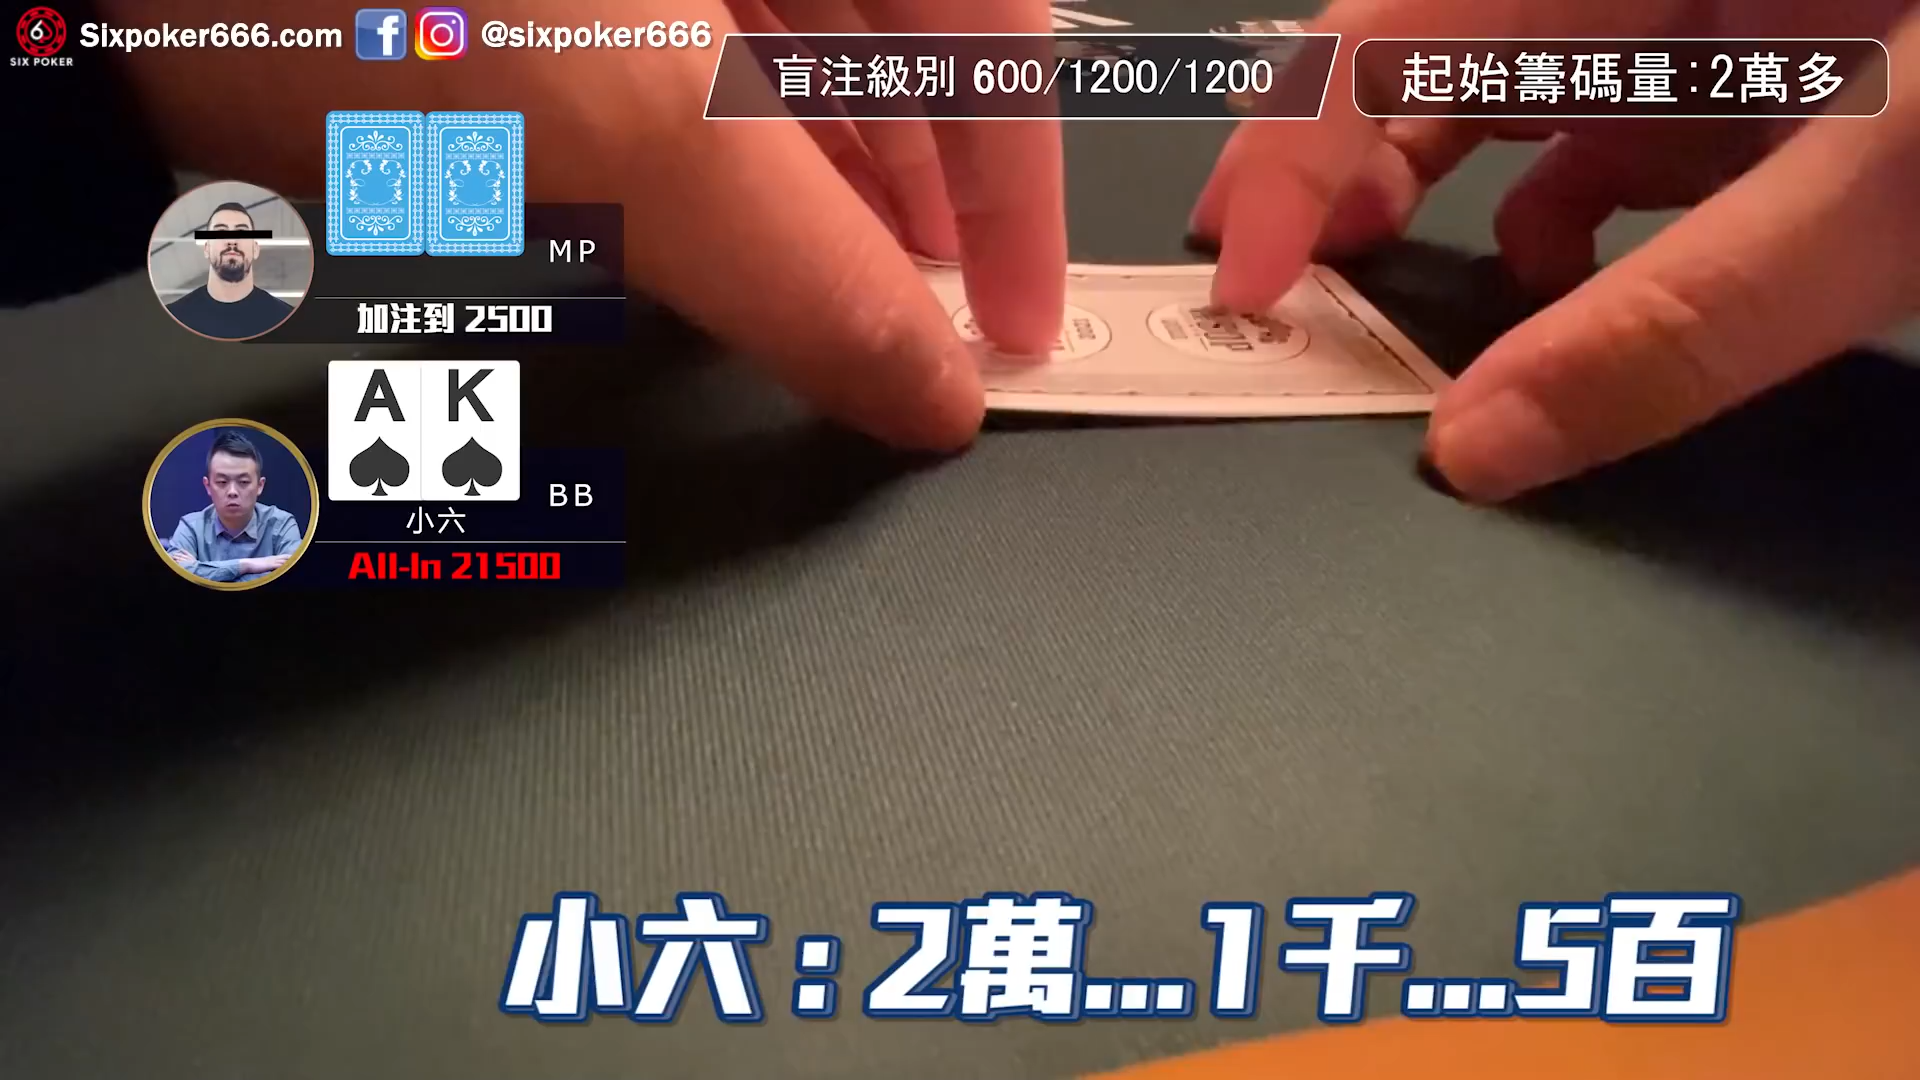 SIX POKER
Sixpoker666.com
@sixpoker666
盲注級別 600/1200/1200
起始籌碼量:2萬多
MP
加注到 2500
A K
BB
小六
All-In 21500
小六:2萬...1千...5百